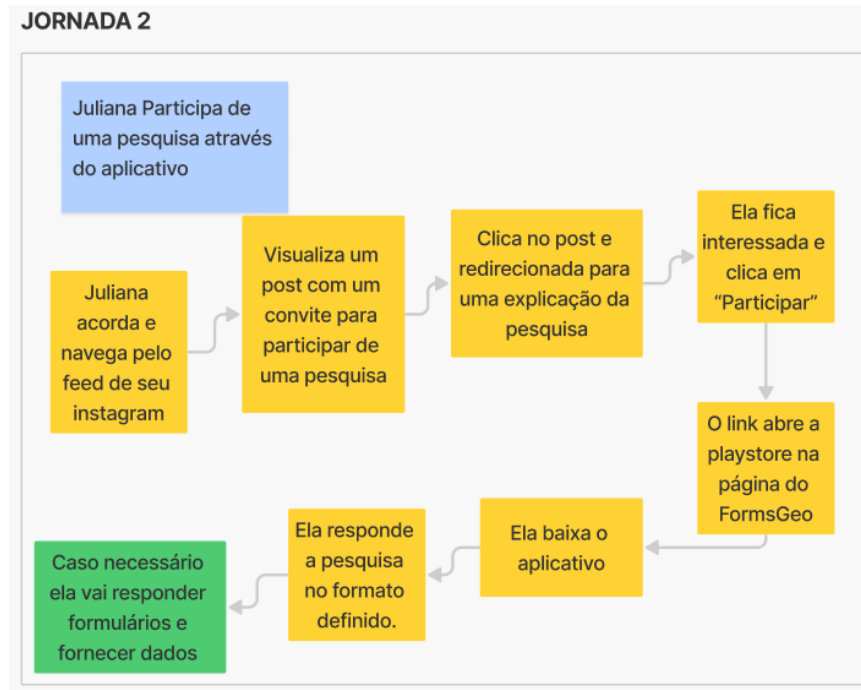 JORNADA 2
Juliana Participa de
uma pesquisa através
do aplicativo
Juliana
acorda e
navega pelo
feed de seu
instagram
Visualiza um
post com um
convite para
participar de
uma pesquisa
Clica no post e
redirecionada para
uma explicação da
pesquisa
Ela fica
interessada e
clica em
“Participar”
O link abre a
playstore na
página do
FormsGeo
Ela baixa o
aplicativo
Ela responde
a pesquisa
no formato
definido.
Caso necessário
ela vai responder
formulários e
fornecer dados